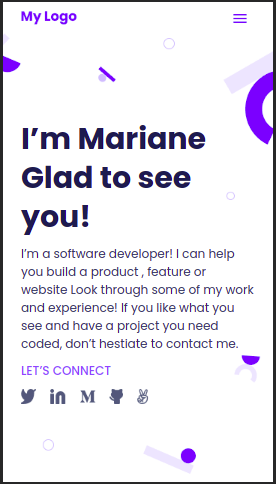 My Logo
I’m Mariane
Glad to see
you!
I’m a software developer! I can help
you build a product , feature or
website Look through some of my work
and experience! If you like what you
see and have a project you need
coded, don’t hestiate to contact me.
LET’S CONNECT